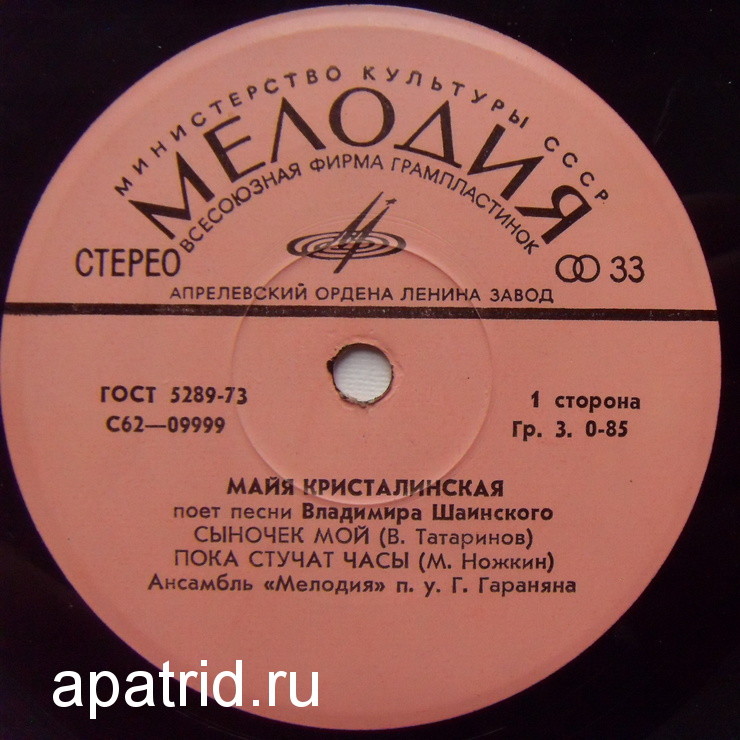 МИНИСТЕРСТВО КУЛЬТУРЫ СССР
МЕЛОДИЯ
ВСЕСОЮЗНАЯ ФИРМА ГРАМПЛАСТИНОК
СТЕРЕО
33
АПРЕЛЕВСКИЙ ОРДЕНА ЛЕНИНА ЗАВОД
ГОСТ 5289-73
С62—09999
1 сторона
Гр. 3. 0-85
МАЙЯ КРИСТАЛИНСКАЯ
поет песни Владимира Шаинского
СЫНОЧЕК МОЙ (В. Татаринов)
ПОКА СТУЧАТ ЧАСЫ (М. Ножкин)
Ансамбль «Мелодия» п. у. Г. Гараняна
apatrid.ru